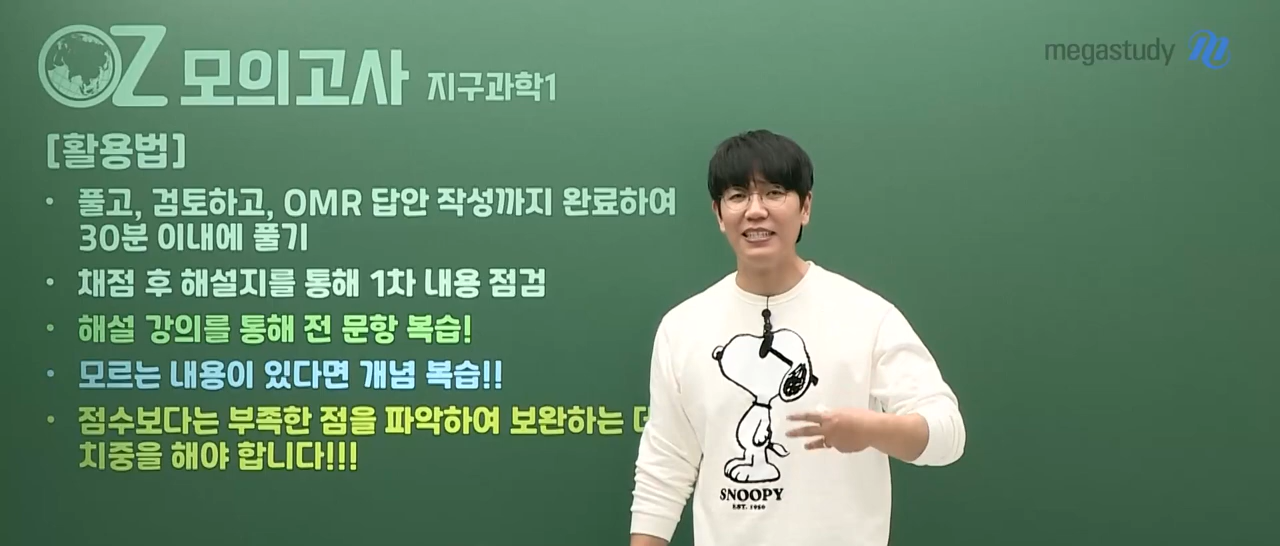 OZ 모의고사 지구과학1
megastudy
[활용법]
• 풀고, 검토하고, OMR 답안 작성까지 완료하여
30분 이내에 풀기
• 채점 후 해설지를 통해 1차 내용 점검
• 해설 강의를 통해 전 문항 복습!
• 모르는 내용이 있다면 개념 복습!!
• 점수보다는 부족한 점을 파악하여 보완하는
치중을 해야 합니다!!!
SNOOPY
EST. 1950